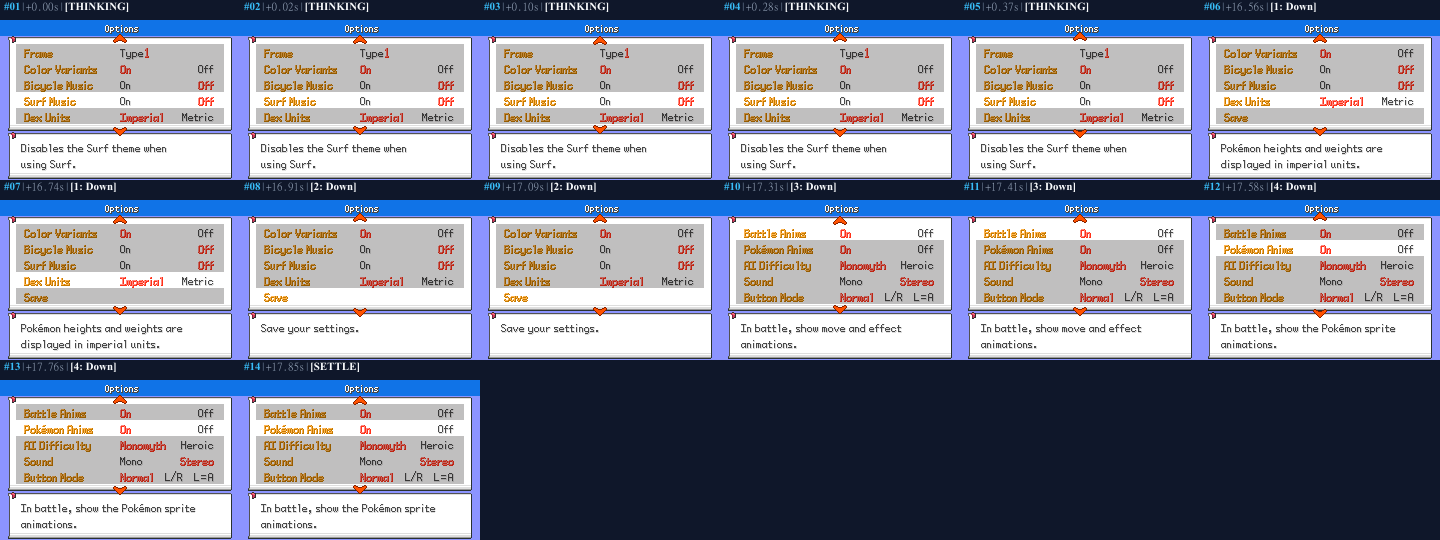 #01|+0.00s|[THINKING]
Options
Frame Type1
Color Variants On Off
Bicycle Music On Off
Surf Music On Off
Dex Units Imperial Metric
Disables the Surf theme when
using Surf.
#02|+0.02s|[THINKING]
Options
Frame Type1
Color Variants On Off
Bicycle Music On Off
Surf Music On Off
Dex Units Imperial Metric
Disables the Surf theme when
using Surf.
#03|+0.10s|[THINKING]
Options
Frame Type1
Color Variants On Off
Bicycle Music On Off
Surf Music On Off
Dex Units Imperial Metric
Disables the Surf theme when
using Surf.
#04|+0.28s|[THINKING]
Options
Frame Type1
Color Variants On Off
Bicycle Music On Off
Surf Music On Off
Dex Units Imperial Metric
Disables the Surf theme when
using Surf.
#05|+0.37s|[THINKING]
Options
Frame Type1
Color Variants On Off
Bicycle Music On Off
Surf Music On Off
Dex Units Imperial Metric
Disables the Surf theme when
using Surf.
#06|+16.56s|[1: Down]
Options
Color Variants On Off
Bicycle Music On Off
Surf Music On Off
Dex Units Imperial Metric
Save
Pokémon heights and weights are
displayed in imperial units.
#07|+16.74s|[1: Down]
Options
Color Variants On Off
Bicycle Music On Off
Surf Music On Off
Dex Units Imperial Metric
Save
Pokémon heights and weights are
displayed in imperial units.
#08|+16.91s|[2: Down]
Options
Color Variants On Off
Bicycle Music On Off
Surf Music On Off
Dex Units Imperial Metric
Save
Save your settings.
#09|+17.09s|[2: Down]
Options
Color Variants On Off
Bicycle Music On Off
Surf Music On Off
Dex Units Imperial Metric
Save
Save your settings.
#10|+17.31s|[3: Down]
Options
Battle Anims On Off
Pokémon Anims On Off
AI Difficulty Monomyth Heroic
Sound Mono Stereo
Button Mode Normal L/R L=A
In battle, show move and effect
animations.
#11|+17.41s|[3: Down]
Options
Battle Anims On Off
Pokémon Anims On Off
AI Difficulty Monomyth Heroic
Sound Mono Stereo
Button Mode Normal L/R L=A
In battle, show move and effect
animations.
#12|+17.58s|[4: Down]
Options
Battle Anims On Off
Pokémon Anims On Off
AI Difficulty Monomyth Heroic
Sound Mono Stereo
Button Mode Normal L/R L=A
In battle, show the Pokémon sprite
animations.
#13|+17.76s|[4: Down]
Options
Battle Anims On Off
Pokémon Anims On Off
AI Difficulty Monomyth Heroic
Sound Mono Stereo
Button Mode Normal L/R L=A
In battle, show the Pokémon sprite
animations.
#14|+17.85s|[SETTLE]
Options
Battle Anims On Off
Pokémon Anims On Off
AI Difficulty Monomyth Heroic
Sound Mono Stereo
Button Mode Normal L/R L=A
In battle, show the Pokémon sprite
animations.